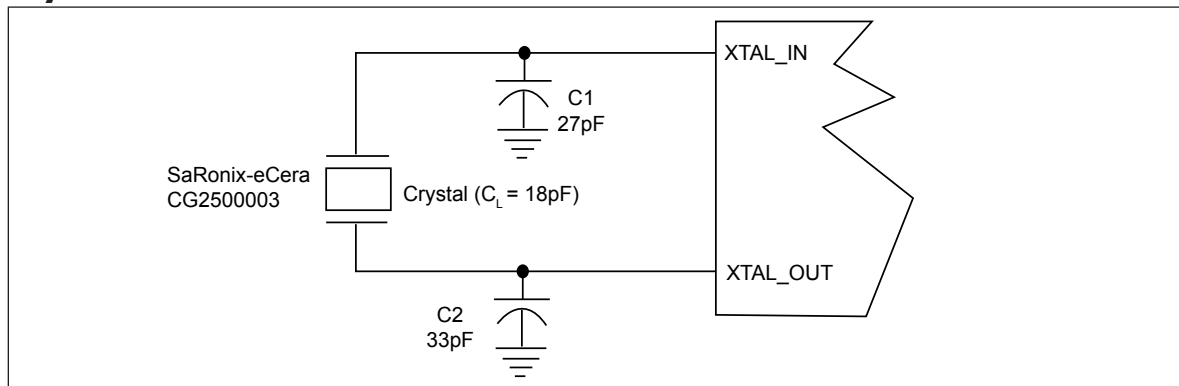 XTAL_IN
C1
27pF
SaRonix-eCera
CG2500003
Crystal (C_L = 18pF)
XTAL_OUT
C2
33pF